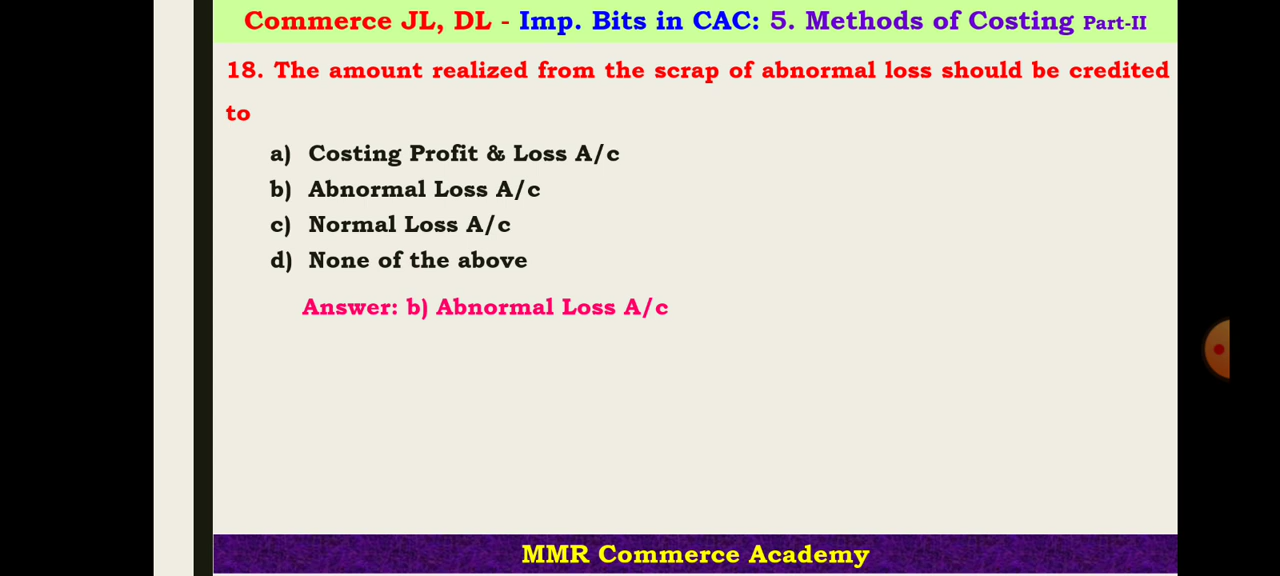 Commerce JL, DL - Imp. Bits in CAC: 5. Methods of Costing Part-II
18. The amount realized from the scrap of abnormal loss should be credited
to
a) Costing Profit & Loss A/c
b) Abnormal Loss A/c
c) Normal Loss A/c
d) None of the above
Answer: b) Abnormal Loss A/c
MMR Commerce Academy